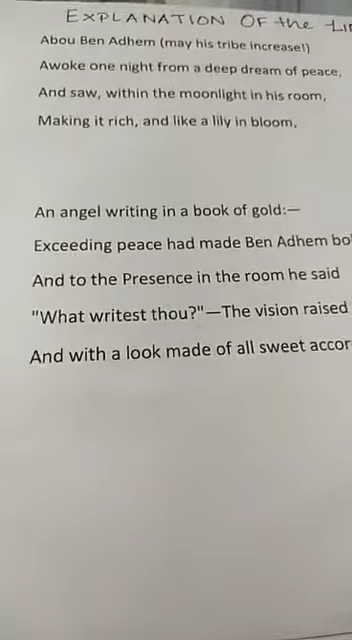 EXPLANATION OF the
Abou Ben Adhem (may his tribe increase!)
Awoke one night from a deep dream of peace,
And saw, within the moonlight in his room,
Making it rich, and like a lily in bloom,
An angel writing in a book of gold:—
Exceeding peace had made Ben Adhem
And to the Presence in the room he said
"What writest thou?"—The vision raised
And with a look made of all sweet